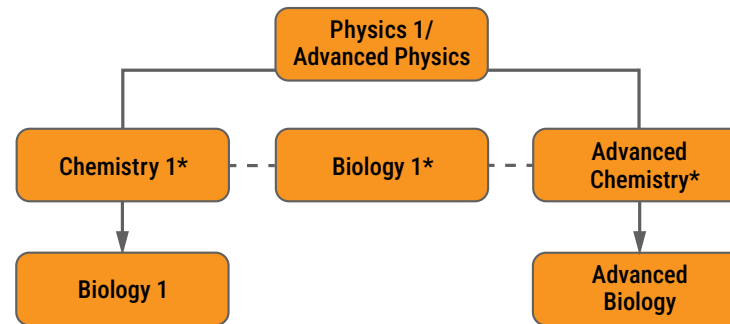 Physics 1/
Advanced Physics
Chemistry 1*
Biology 1*
Advanced
Chemistry*
Biology 1
Advanced
Biology